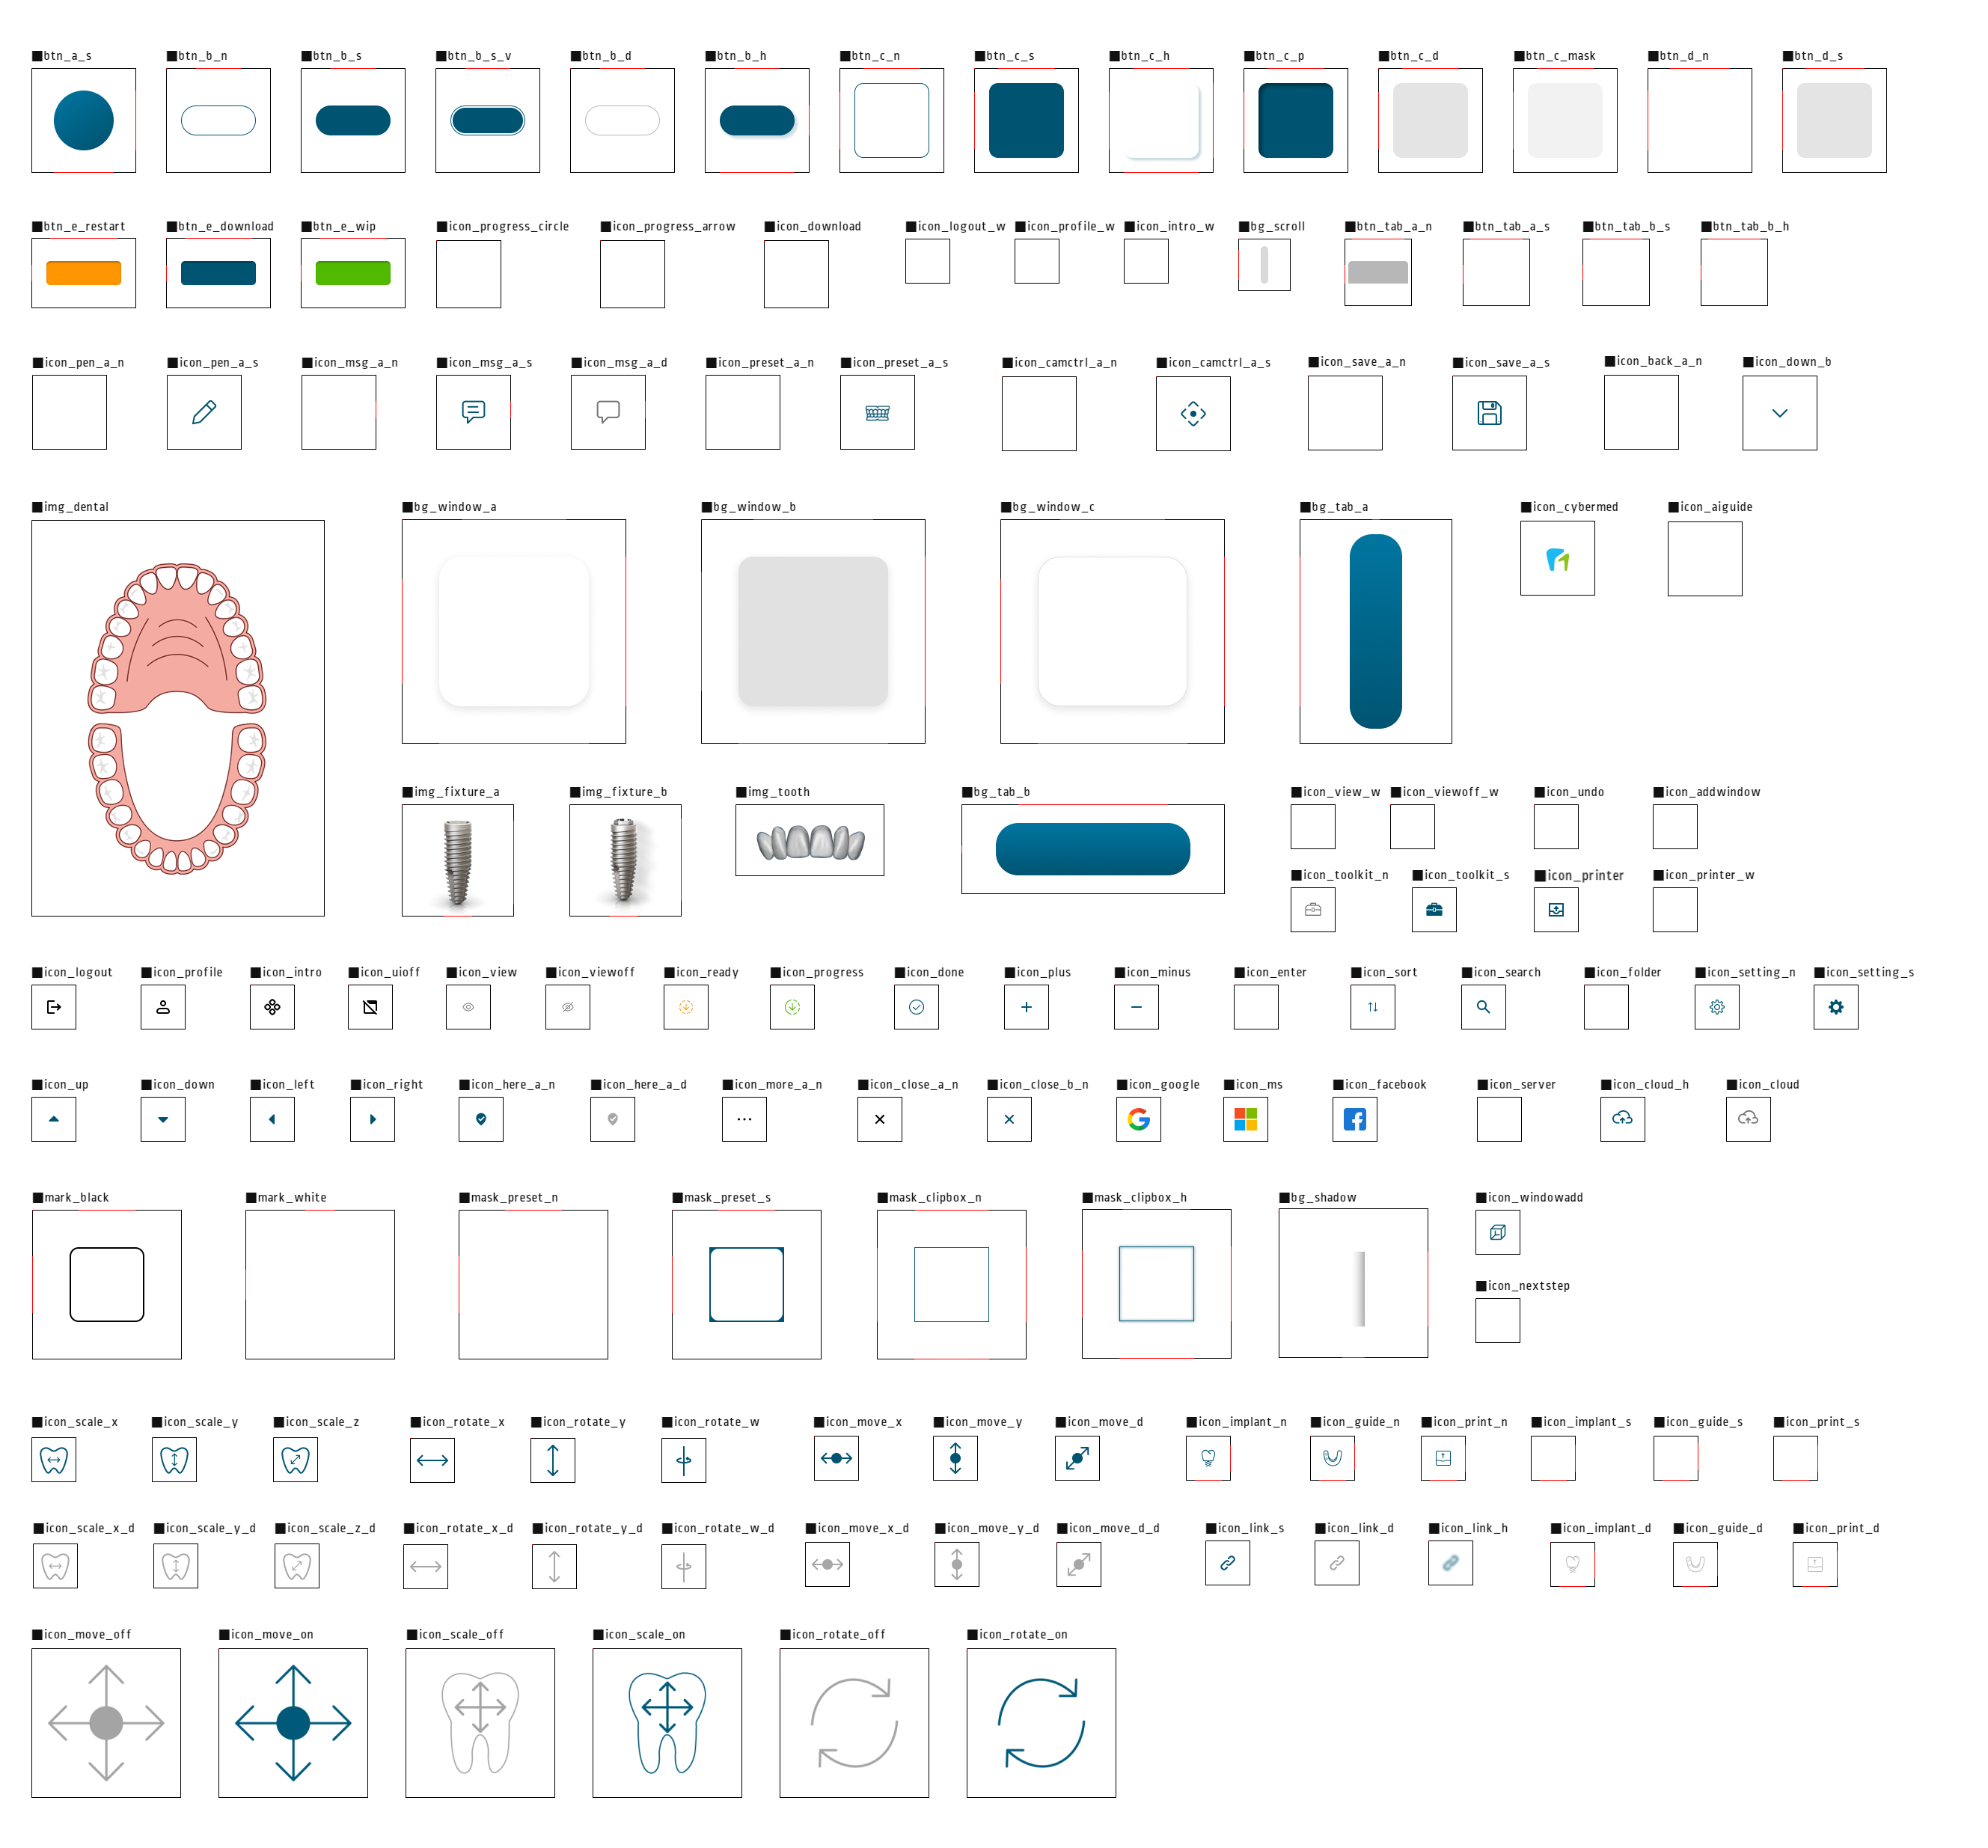 ■btn_a_s ■btn_b_n ■btn_b_s ■btn_b_s_v ■btn_b_d ■btn_b_h ■btn_c_n ■btn_c_s ■btn_c_h ■btn_c_p ■btn_c_d ■btn_c_mask ■btn_d_n ■btn_d_s
■btn_e_restart ■btn_e_download ■btn_e_wip ■icon_progress_circle ■icon_progress_arrow ■icon_download ■icon_logout_w ■icon_profile_w ■icon_intro_w ■bg_scroll ■btn_tab_a_n ■btn_tab_a_s ■btn_tab_b_s ■btn_tab_b_h
■icon_pen_a_n ■icon_pen_a_s ■icon_msg_a_n ■icon_msg_a_s ■icon_msg_a_d ■icon_preset_a_n ■icon_preset_a_s ■icon_camctrl_a_n ■icon_camctrl_a_s ■icon_save_a_n ■icon_save_a_s ■icon_back_a_n ■icon_down_b
■img_dental ■bg_window_a ■bg_window_b ■bg_window_c ■bg_tab_a ■icon_cybermed ■icon_aiguide
■img_fixture_a ■img_fixture_b ■img_tooth ■bg_tab_b ■icon_view_w ■icon_viewoff_w ■icon_undo ■icon_addwindow
■icon_toolkit_n ■icon_toolkit_s ■icon_printer ■icon_printer_w
■icon_logout ■icon_profile ■icon_intro ■icon_uioff ■icon_view ■icon_viewoff ■icon_ready ■icon_progress ■icon_done ■icon_plus ■icon_minus ■icon_enter ■icon_sort ■icon_search ■icon_folder ■icon_setting_n ■icon_setting_s
■icon_up ■icon_down ■icon_left ■icon_right ■icon_here_a_n ■icon_here_a_d ■icon_more_a_n ■icon_close_a_n ■icon_close_b_n ■icon_google ■icon_ms ■icon_facebook ■icon_server ■icon_cloud_h ■icon_cloud
■mark_black ■mark_white ■mask_preset_n ■mask_preset_s ■mask_clipbox_n ■mask_clipbox_h ■bg_shadow ■icon_windowadd
■icon_nextstep
■icon_scale_x ■icon_scale_y ■icon_scale_z ■icon_rotate_x ■icon_rotate_y ■icon_rotate_w ■icon_move_x ■icon_move_y ■icon_move_d ■icon_implant_n ■icon_guide_n ■icon_print_n ■icon_implant_s ■icon_guide_s ■icon_print_s
■icon_scale_x_d ■icon_scale_y_d ■icon_scale_z_d ■icon_rotate_x_d ■icon_rotate_y_d ■icon_rotate_w_d ■icon_move_x_d ■icon_move_y_d ■icon_move_d_d ■icon_link_s ■icon_link_d ■icon_link_h ■icon_implant_d ■icon_guide_d ■icon_print_d
■icon_move_off ■icon_move_on ■icon_scale_off ■icon_scale_on ■icon_rotate_off ■icon_rotate_on